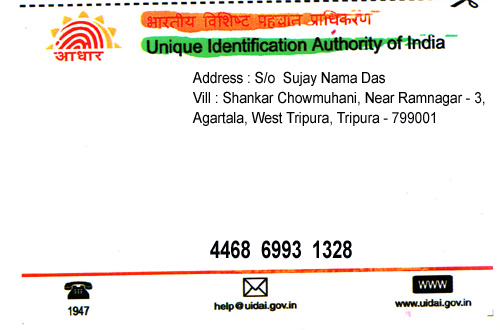 भारतीय विशिष्ट पहचान प्राधिकरण
Unique Identification Authority of India
आधार
Address : S/o Sujay Nama Das
Vill : Shankar Chowmuhani, Near Ramnagar - 3,
Agartala, West Tripura, Tripura - 799001
4468 6993 1328
WWW
1947
help@uidai.gov.in
www.uidai.gov.in